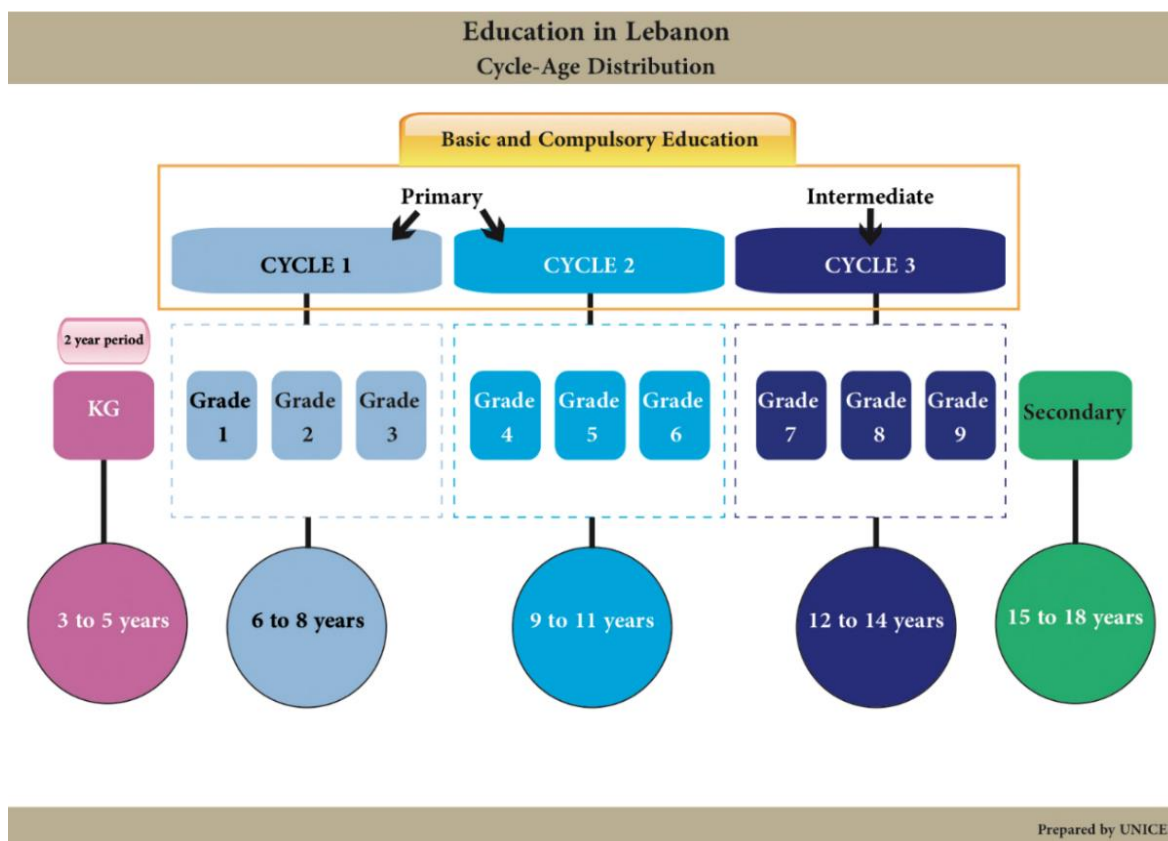 Education in Lebanon
Cycle-Age Distribution
Basic and Compulsory Education
Primary
Intermediate
CYCLE 1
CYCLE 2
CYCLE 3
2 year period
KG
Grade
1
Grade
2
Grade
3
Grade
4
Grade
5
Grade
6
Grade
7
Grade
8
Grade
9
Secondary
3 to 5 years
6 to 8 years
9 to 11 years
12 to 14 years
15 to 18 years
Prepared by UNICE